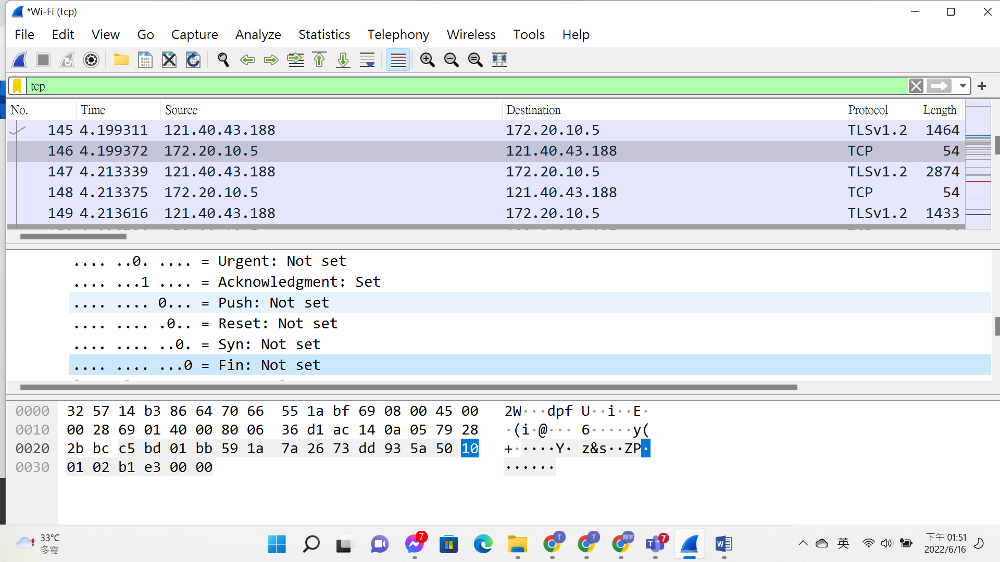 *Wi-Fi (tcp)
File Edit View Go Capture Analyze Statistics Telephony Wireless Tools Help
tcp
No. Time Source Destination Protocol Length
145 4.199311 121.40.43.188 172.20.10.5 TLSv1.2 1464
146 4.199372 172.20.10.5 121.40.43.188 TCP 54
147 4.213339 121.40.43.188 172.20.10.5 TLSv1.2 2874
148 4.213375 172.20.10.5 121.40.43.188 TCP 54
149 4.213616 121.40.43.188 172.20.10.5 TLSv1.2 1433
.... ..0. .... = Urgent: Not set
.... ...1 .... = Acknowledgment: Set
.... .... 0... = Push: Not set
.... .... .0.. = Reset: Not set
.... .... ..0. = Syn: Not set
.... .... ...0 = Fin: Not set
0000 32 57 14 b3 86 64 70 66 55 1a bf 69 08 00 45 00 2W···dpf U··i··E·
0010 00 28 69 01 40 00 80 06 36 d1 ac 14 0a 05 79 28 ·(i·@··· 6·····y(
0020 2b bc c5 bd 01 bb 59 1a 7a 26 73 dd 93 5a 50 10 +·····Y· z&s··ZP·
0030 01 02 b1 e3 00 00 ······
33°C
多雲
7
T
T
翔宇
7
英
下午 01:51
2022/6/16